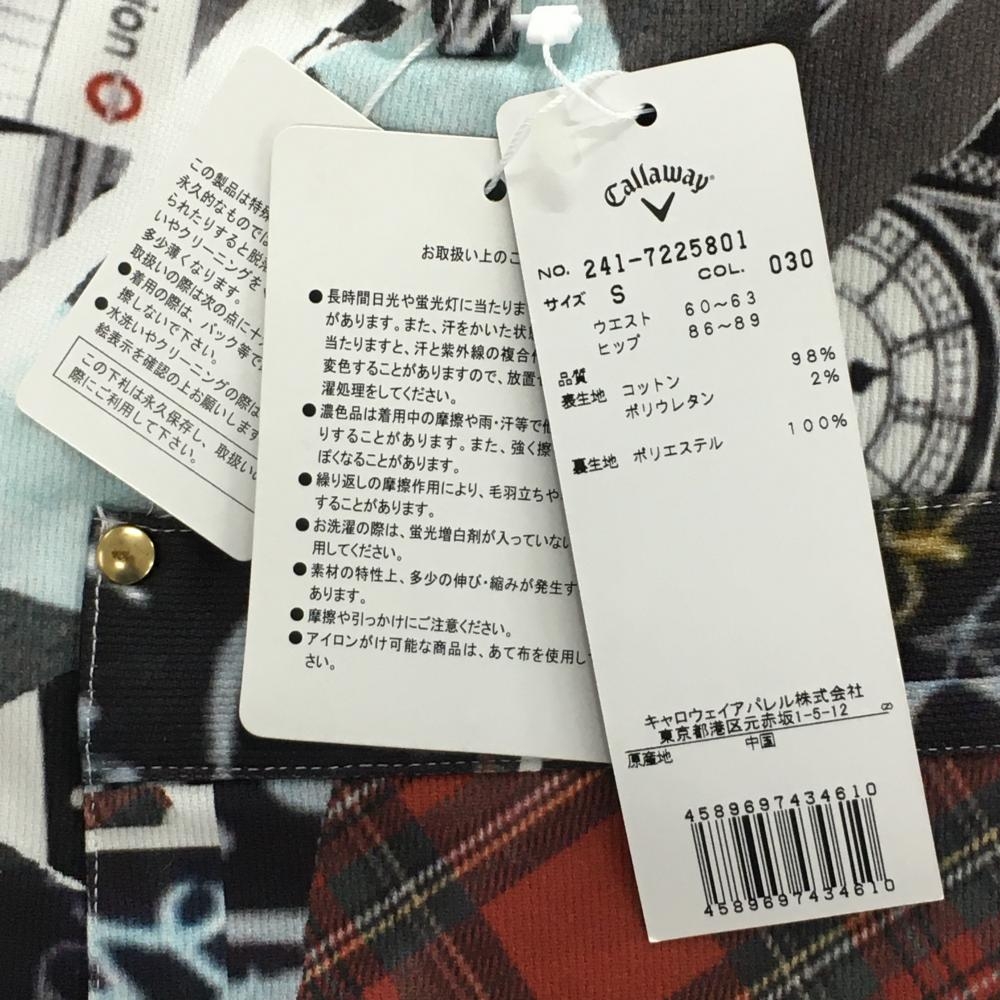 ion
この製品は特殊
永久的なものでは
られたりすると脱落
いやクリーニングを
多少薄くなります。
取扱いの際は次の点に十
●着用の際は、バック等で
擦しないで下さい。
●水洗いやクリーニングの際は
絵表示を確認の上お願いします
この下札は永久保存し、取扱い
際にご利用して下さい。
お取扱い上のご
●長時間日光や蛍光灯に当たりま
があります。また、汗をかいた状態
当たりますと、汗と紫外線の複合作
変色することがありますので、放置せ
濯処理をしてください。
●濃色品は着用中の摩擦や雨・汗等で他
りすることがあります。また、強く擦
ぽくなることがあります。
●繰り返しの摩擦作用により、毛羽立ちや
することがあります。
●お洗濯の際は、蛍光増白剤が入っていない
用してください。
●素材の特性上、多少の伸び・縮みが発生す
あります。
●摩擦や引っかけにご注意ください。
●アイロンがけ可能な商品は、あて布を使用し
さい。
Callaway
NO. 241-7225801
COL. 030
サイズ S
ウエスト 60～63
ヒップ 86～89
品質
表生地 コットン 98%
ポリウレタン 2%
裏生地 ポリエステル 100%
キャロウェイアパレル株式会社
東京都港区元赤坂1-5-12
原産地 中国
4589697434610
4589697434610